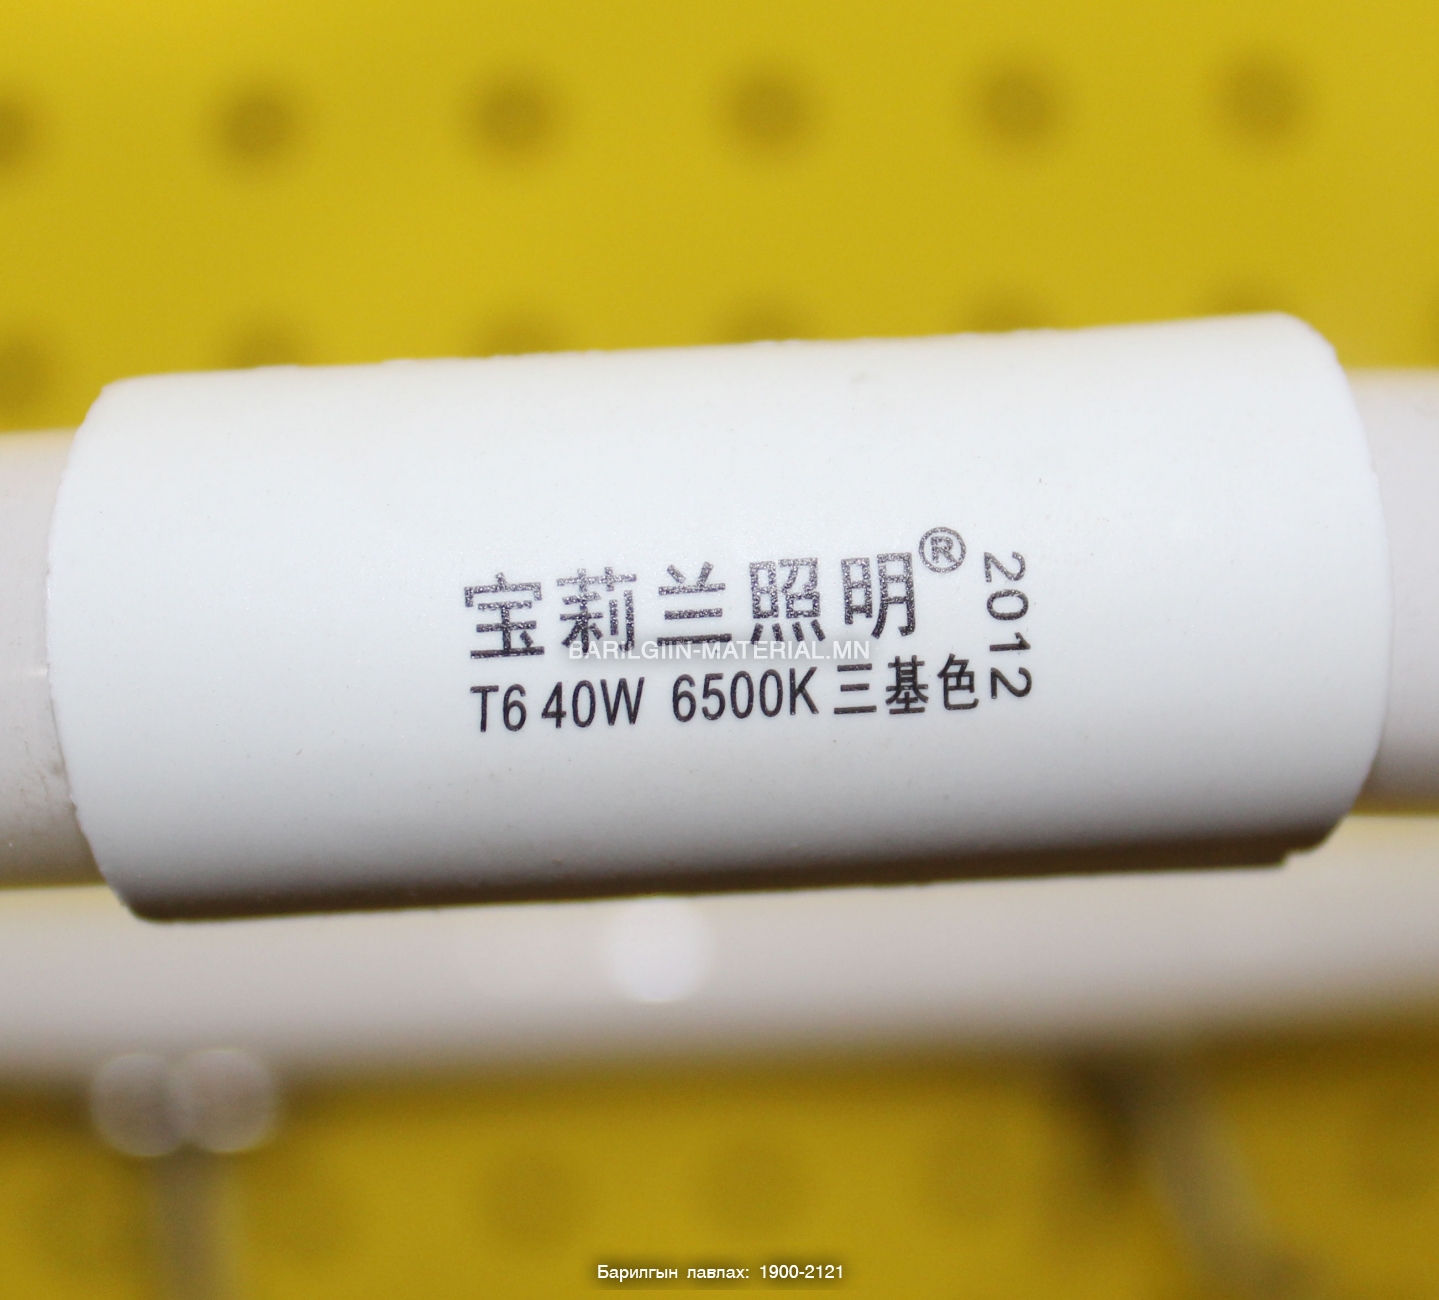 宝莉兰照明®
2012
BARILGIIN-MATERIAL.MN
T6 40W 6500K 三基色
Барилгын лавлах: 1900-2121